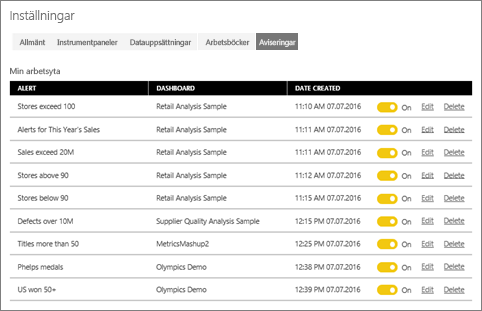 Inställningar
Allmänt Instrumentpaneler Datauppsättningar Arbetsböcker Aviseringar
Min arbetsyta
ALERT DASHBOARD DATE CREATED
Stores exceed 100 Retail Analysis Sample 11:10 AM 07.07.2016 On Edit Delete
Alerts for This Year's Sales Retail Analysis Sample 11:11 AM 07.07.2016 On Edit Delete
Sales exceed 20M Retail Analysis Sample 11:11 AM 07.07.2016 On Edit Delete
Stores above 90 Retail Analysis Sample 11:12 AM 07.07.2016 On Edit Delete
Stores below 90 Retail Analysis Sample 11:15 AM 07.07.2016 On Edit Delete
Defects over 10M Supplier Quality Analysis Sample 12:15 PM 07.07.2016 On Edit Delete
Titles more than 50 MetricsMashup2 12:25 PM 07.07.2016 On Edit Delete
Phelps medals Olympics Demo 12:38 PM 07.07.2016 On Edit Delete
US won 50+ Olympics Demo 12:39 PM 07.07.2016 On Edit Delete